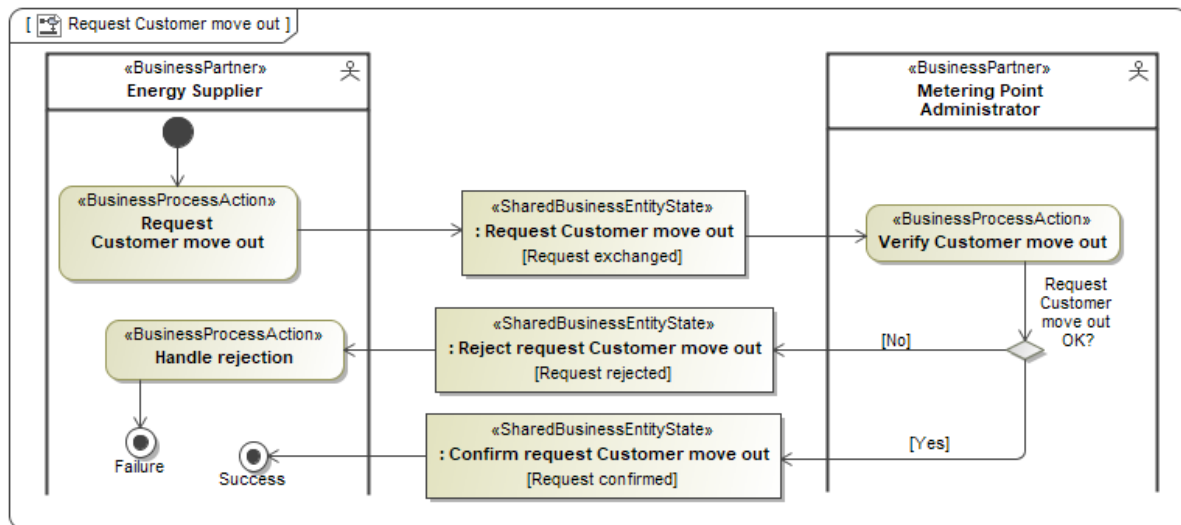 [ Request Customer move out ]
«BusinessPartner»
Energy Supplier
«BusinessPartner»
Metering Point
Administrator
«BusinessProcessAction»
Request
Customer move out
«SharedBusinessEntityState»
: Request Customer move out
[Request exchanged]
«BusinessProcessAction»
Verify Customer move out
Request
Customer
move out
OK?
«BusinessProcessAction»
Handle rejection
«SharedBusinessEntityState»
: Reject request Customer move out
[Request rejected]
[No]
Failure
Success
«SharedBusinessEntityState»
: Confirm request Customer move out
[Request confirmed]
[Yes]